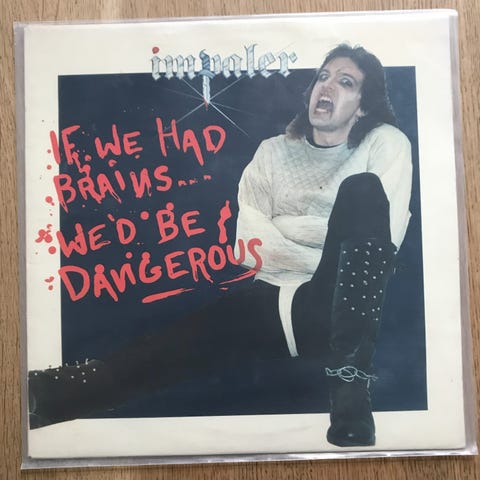 impaler
IF WE HAD
BRAINS...
WE'D BE
DANGEROUS